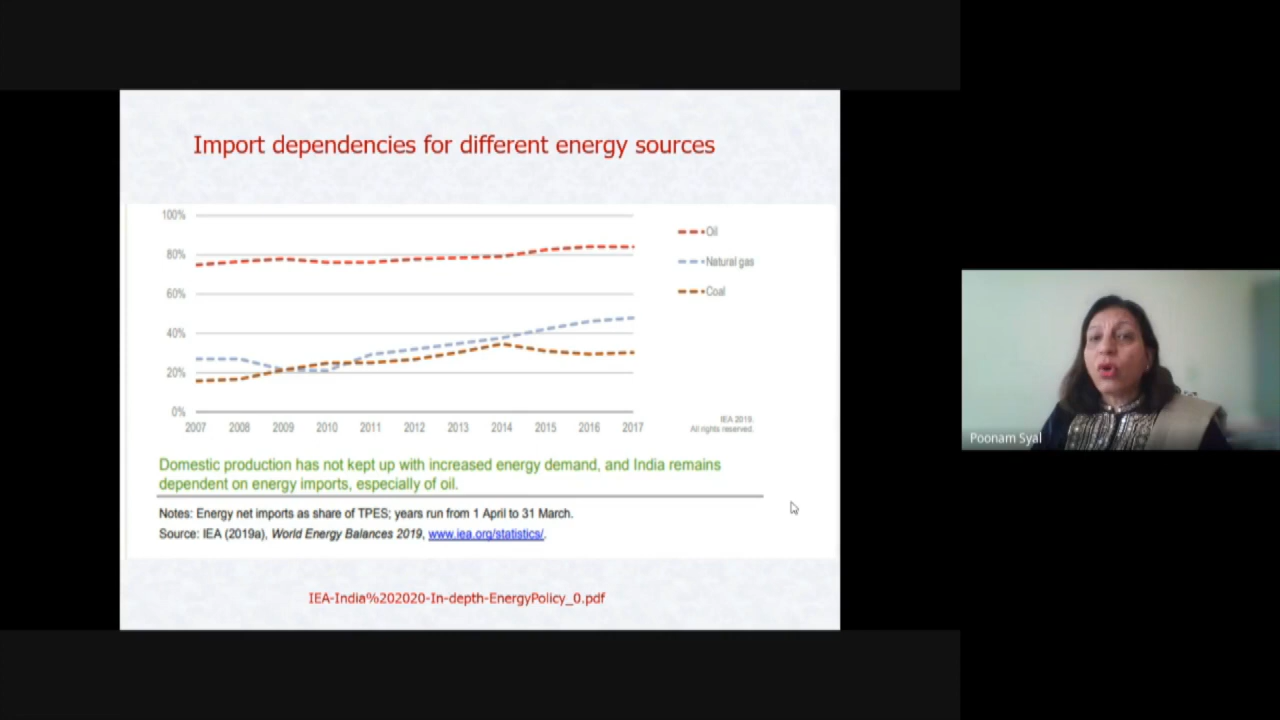 Import dependencies for different energy sources
100%
80%
60%
40%
20%
0%
2007 2008 2009 2010 2011 2012 2013 2014 2015 2016 2017
Oil
Natural gas
Coal
IEA 2019.
All rights reserved.
Domestic production has not kept up with increased energy demand, and India remains
dependent on energy imports, especially of oil.
Notes: Energy net imports as share of TPES; years run from 1 April to 31 March.
Source: IEA (2019a), World Energy Balances 2019, www.iea.org/statistics/.
IEA-India%202020-In-depth-EnergyPolicy_0.pdf
Poonam Syal